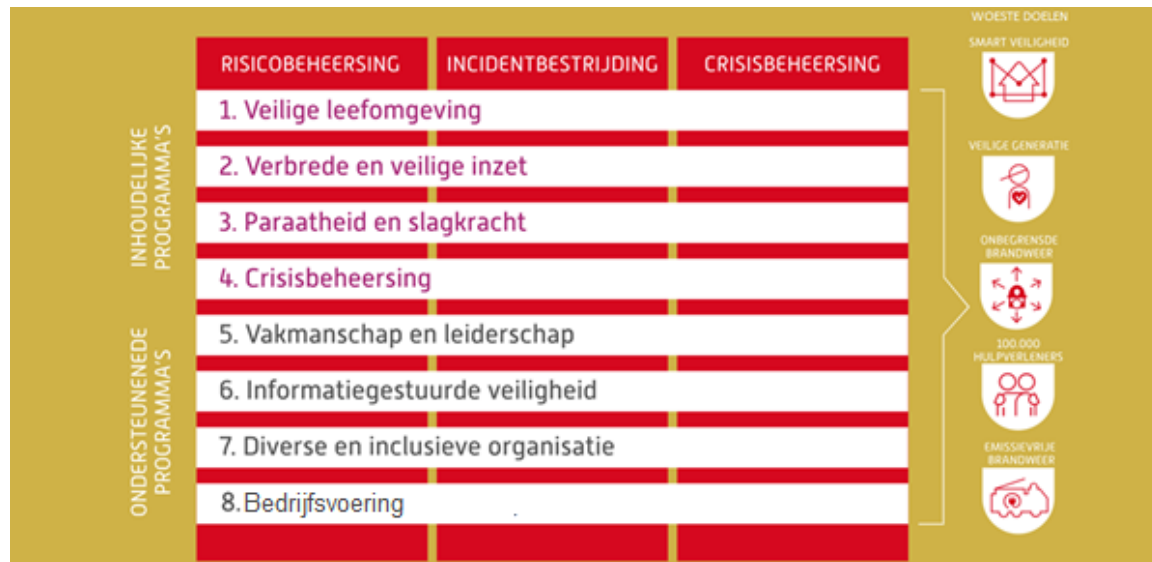 WOESTE DOELEN
RISICOBEHEERSING
INCIDENTBESTRIJDING
CRISISBEHEERSING
INHOUDELIJKE
PROGRAMMA'S
1. Veilige leefomgeving
2. Verbrede en veilige inzet
3. Paraatheid en slagkracht
4. Crisisbeheersing
ONDERSTEUNENEDE
PROGRAMMA'S
5. Vakmanschap en leiderschap
6. Informatiegestuurde veiligheid
7. Diverse en inclusieve organisatie
8. Bedrijfsvoering
SMART VEILIGHEID
VEILIGE GENERATIE
ONBEGRENSDE
BRANDWEER
100.000
HULPVERLENERS
EMISSIEVRIJE
BRANDWEER